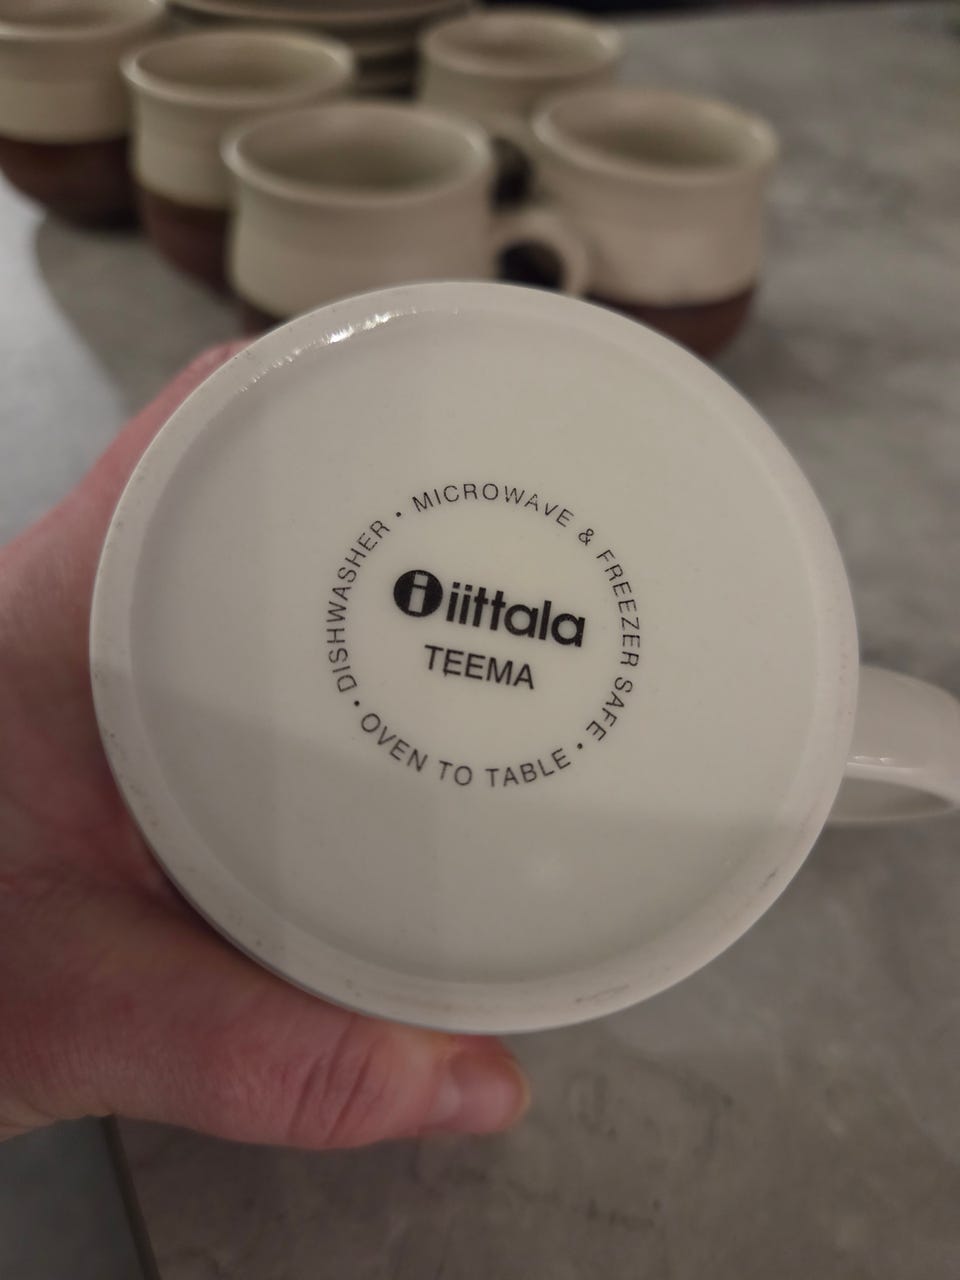 DISHWASHER • MICROWAVE & FREEZER SAFE • OVEN TO TABLE •
i iittala
TEEMA